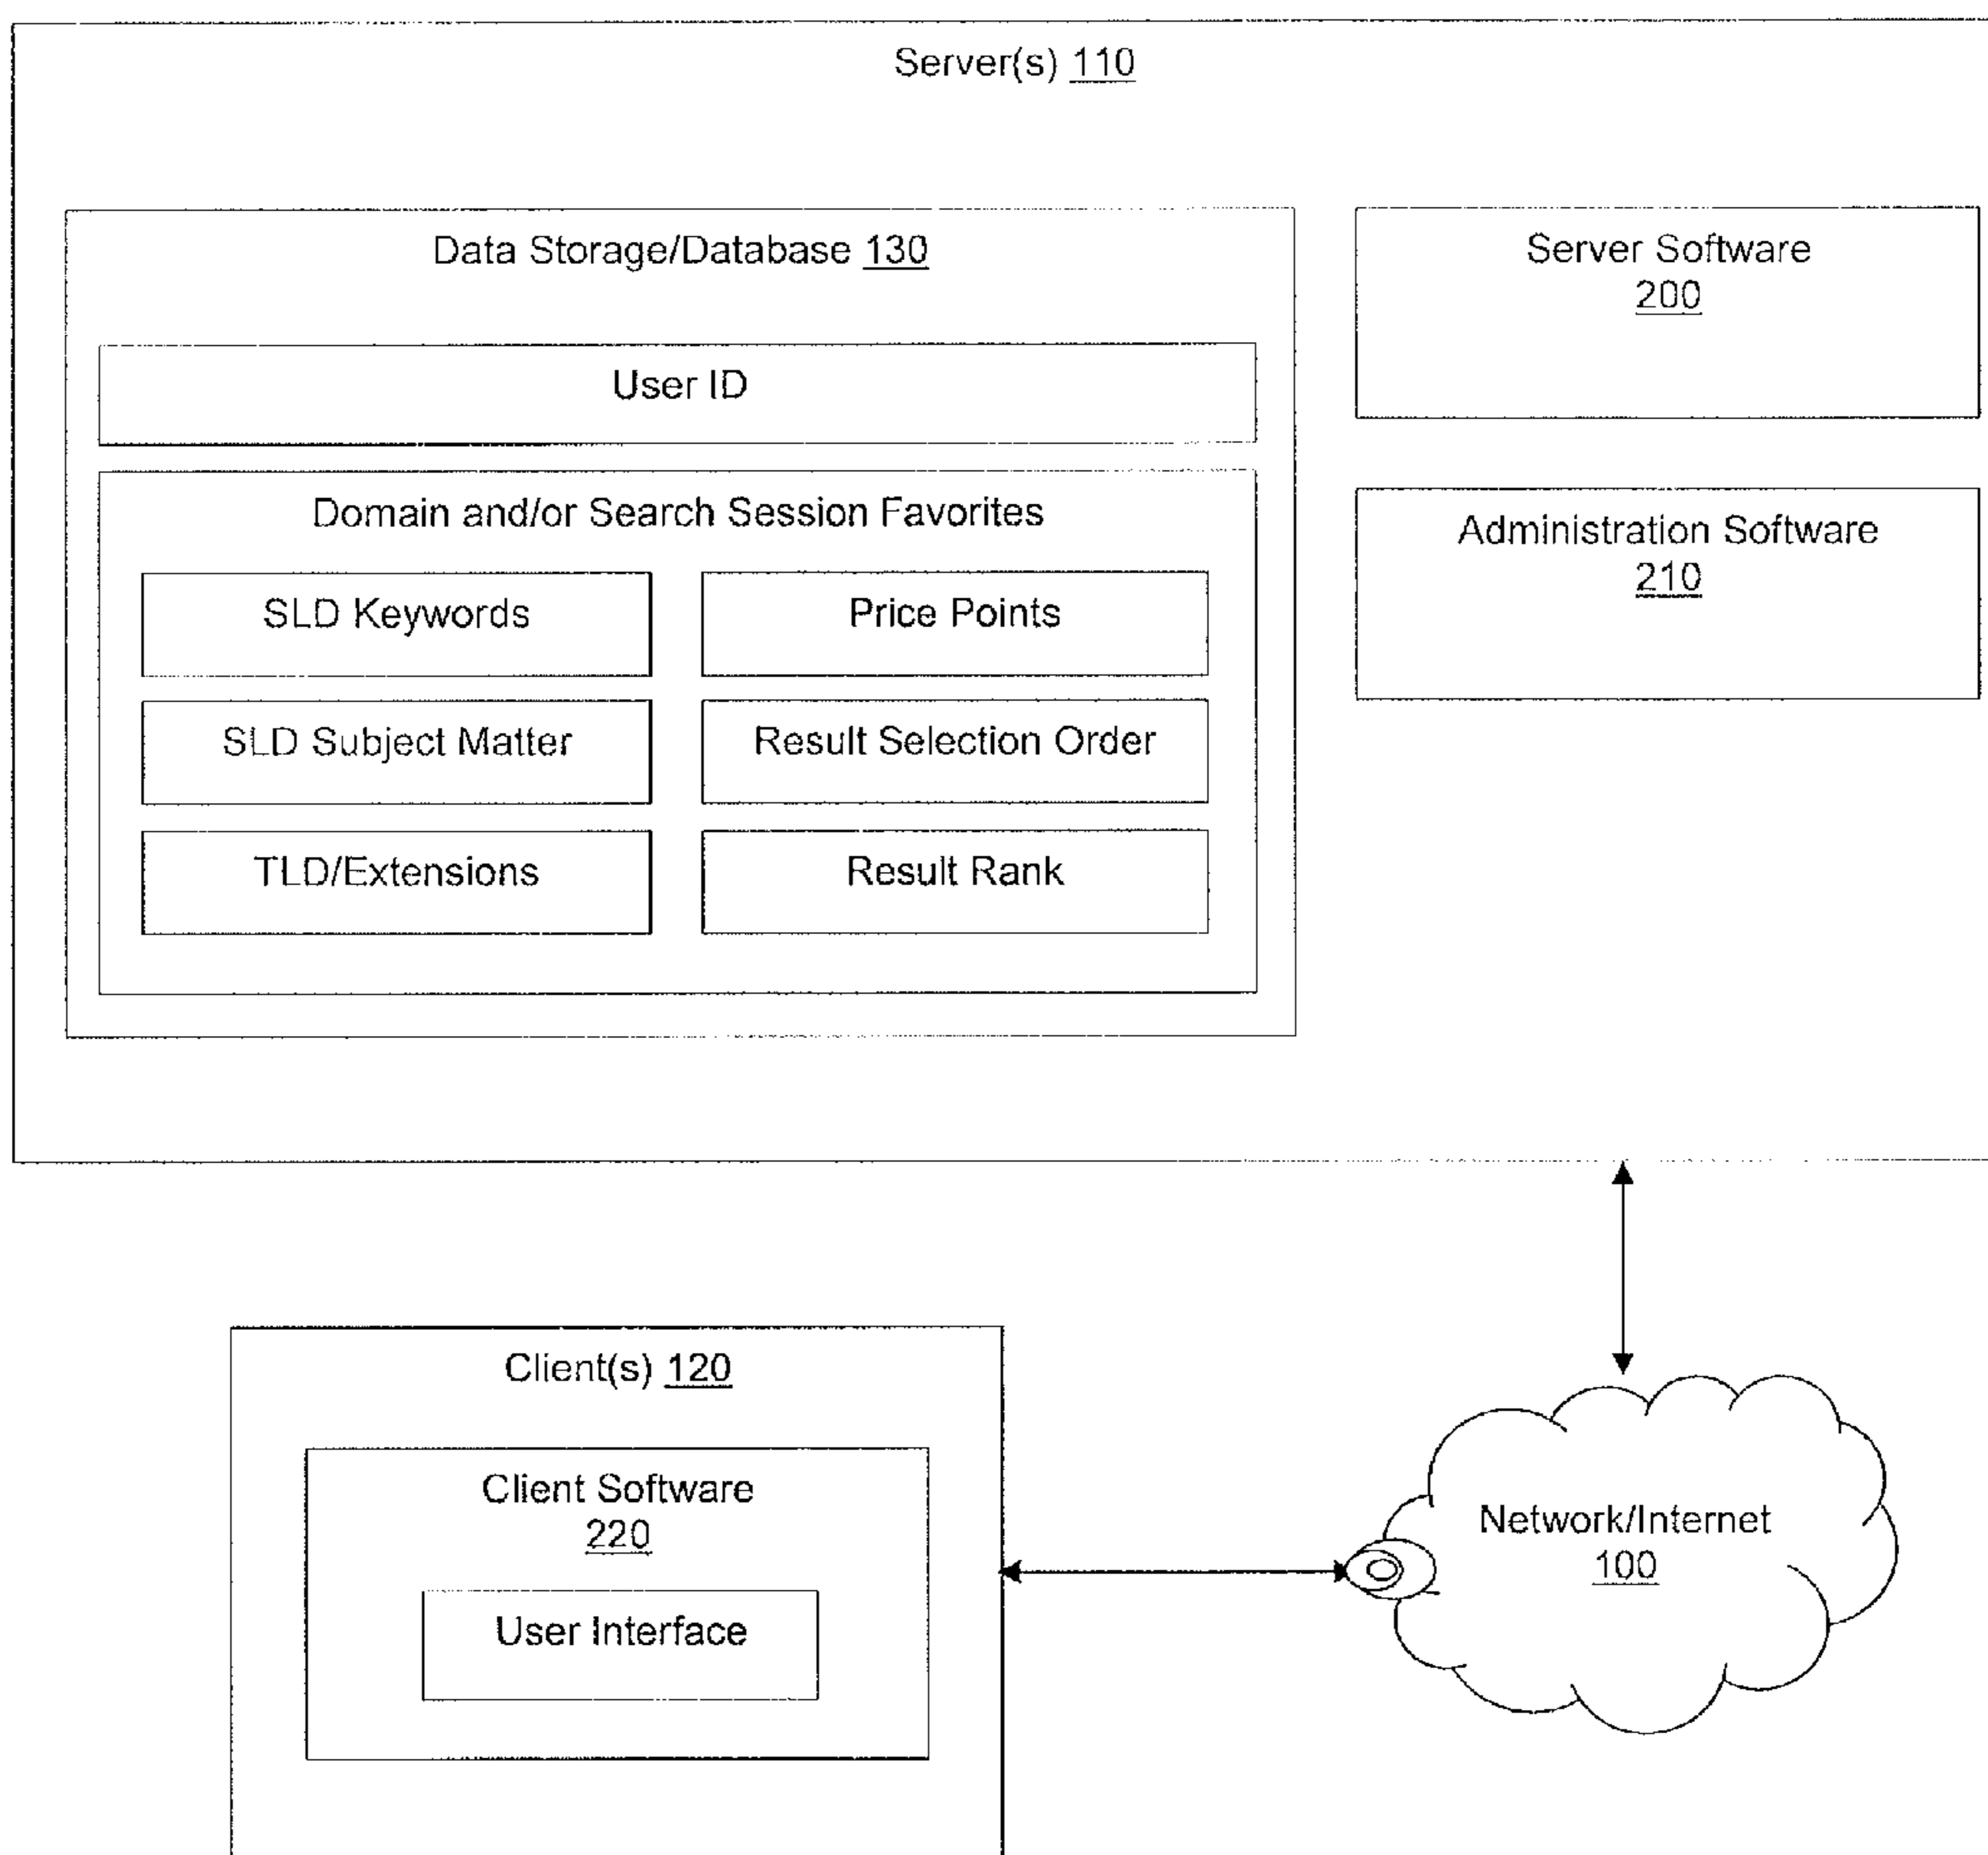 Server(s) 110
Data Storage/Database 130
User ID
Domain and/or Search Session Favorites
SLD Keywords
Price Points
SLD Subject Matter
Result Selection Order
TLD/Extensions
Result Rank
Server Software
200
Administration Software
210
Client(s) 120
Client Software
220
User Interface
Network/Internet
100